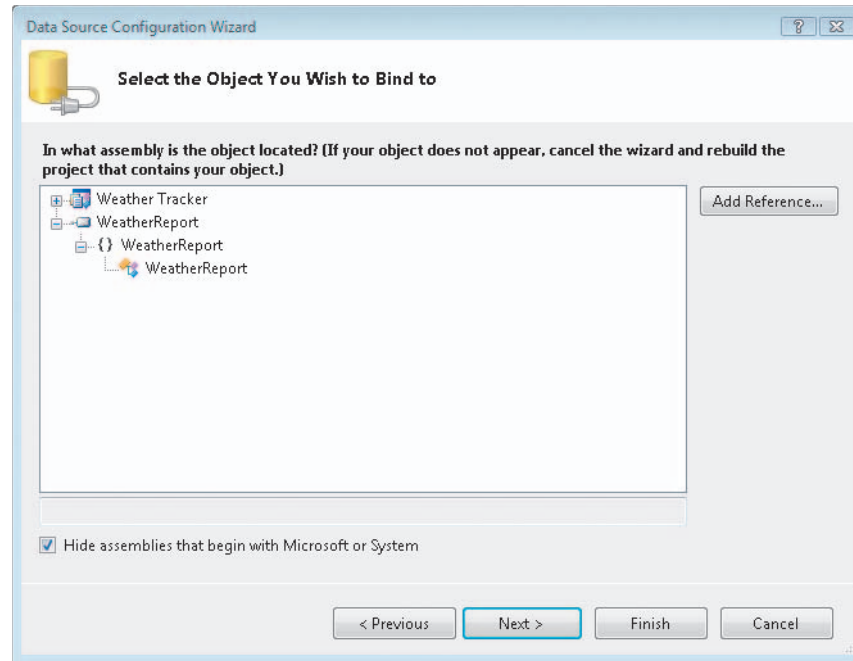 Data Source Configuration Wizard
Select the Object You Wish to Bind to
In what assembly is the object located? (If your object does not appear, cancel the wizard and rebuild the
project that contains your object.)
Weather Tracker
WeatherReport
{} WeatherReport
WeatherReport
Add Reference...
Hide assemblies that begin with Microsoft or System
< Previous
Next >
Finish
Cancel